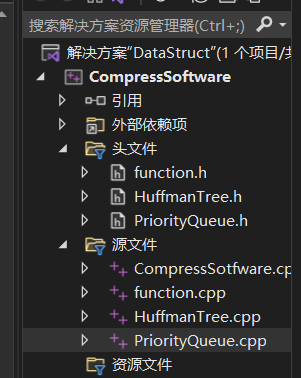 搜索解决方案资源管理器(Ctrl+;)
解决方案“DataStruct”(1 个项目/共
CompressSoftware
引用
外部依赖项
头文件
function.h
HuffmanTree.h
PriorityQueue.h
源文件
CompressSotfware.cp
function.cpp
HuffmanTree.cpp
PriorityQueue.cpp
资源文件